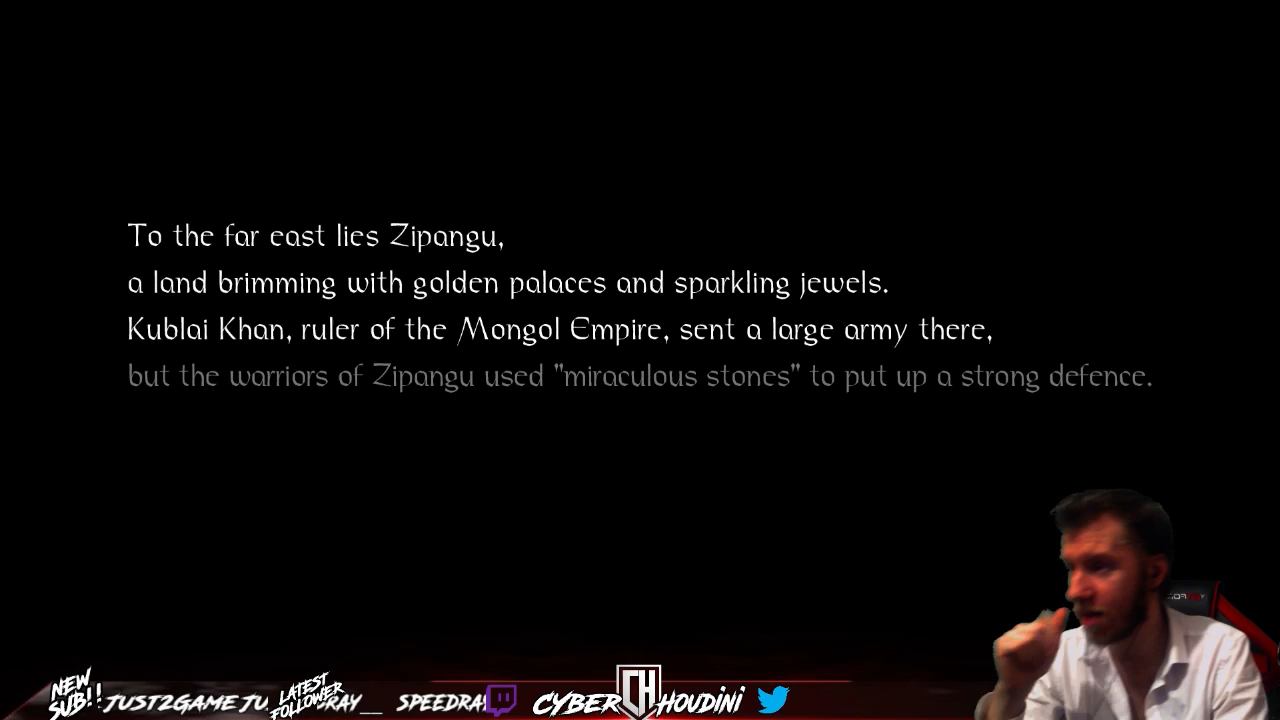 To the far east lies Zipangu,
a land brimming with golden palaces and sparkling jewels.
Kublai Khan, ruler of the Mongol Empire, sent a large army there,
but the warriors of Zipangu used "miraculous stones" to put up a strong defence.
NEW SUB!!
JUST2GAME JU
LATEST FOLLOWER
RAY__ SPEEDRA
CYBER CH HOUDINI